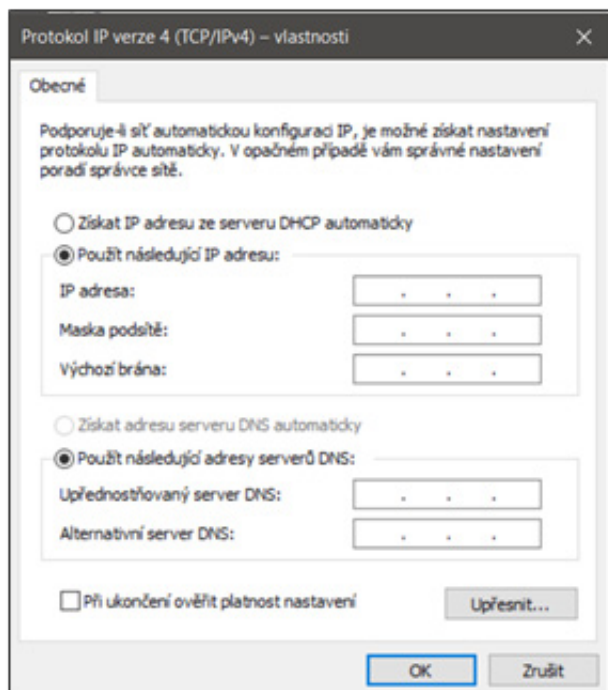 Protokol IP verze 4 (TCP/IPv4) – vlastnosti
Obecné
Podporuje-li síť automatickou konfiguraci IP, je možné získat nastavení
protokolu IP automaticky. V opačném případě vám správné nastavení
poradí správce sítě.
Získat IP adresu ze serveru DHCP automaticky
Použít následující IP adresu:
IP adresa:
Maska podsítě:
Výchozí brána:
Získat adresu serveru DNS automaticky
Použít následující adresy serverů DNS:
Upřednostňovaný server DNS:
Alternativní server DNS:
Při ukončení ověřit platnost nastavení
Upřesnit...
OK
Zrušit